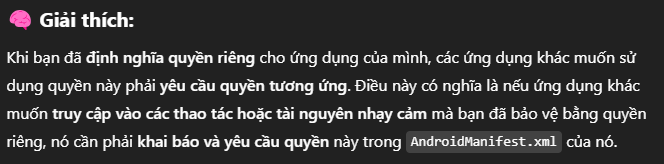 🧠 Giải thích:
Khi bạn đã định nghĩa quyền riêng cho ứng dụng của mình, các ứng dụng khác muốn sử
dụng quyền này phải yêu cầu quyền tương ứng. Điều này có nghĩa là nếu ứng dụng khác
muốn truy cập vào các thao tác hoặc tài nguyên nhạy cảm mà bạn đã bảo vệ bằng quyền
riêng, nó cần phải khai báo và yêu cầu quyền này trong AndroidManifest.xml của nó.